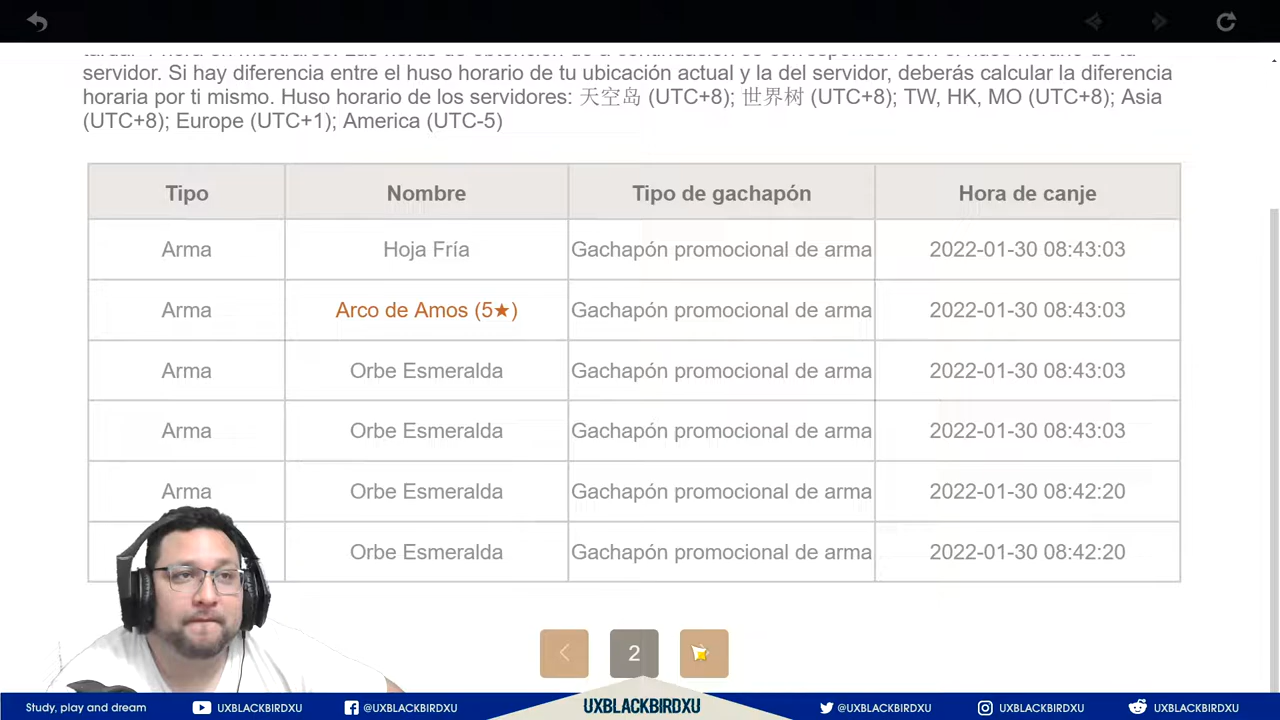 servidor. Si hay diferencia entre el huso horario de tu ubicación actual y la del servidor, deberás calcular la diferencia
horaria por ti mismo. Huso horario de los servidores: 天空岛 (UTC+8); 世界树 (UTC+8); TW, HK, MO (UTC+8); Asia
(UTC+8); Europe (UTC+1); America (UTC-5)
Tipo Nombre Tipo de gachapón Hora de canje
Arma Hoja Fría Gachapón promocional de arma 2022-01-30 08:43:03
Arma Arco de Amos (5★) Gachapón promocional de arma 2022-01-30 08:43:03
Arma Orbe Esmeralda Gachapón promocional de arma 2022-01-30 08:43:03
Arma Orbe Esmeralda Gachapón promocional de arma 2022-01-30 08:43:03
Arma Orbe Esmeralda Gachapón promocional de arma 2022-01-30 08:42:20
Orbe Esmeralda Gachapón promocional de arma 2022-01-30 08:42:20
2
Study, play and dream UXBLACKBIRDXU @UXBLACKBIRDXU UXBLACKBIRDXU @UXBLACKBIRDXU UXBLACKBIRDXU UXBLACKBIRDXU